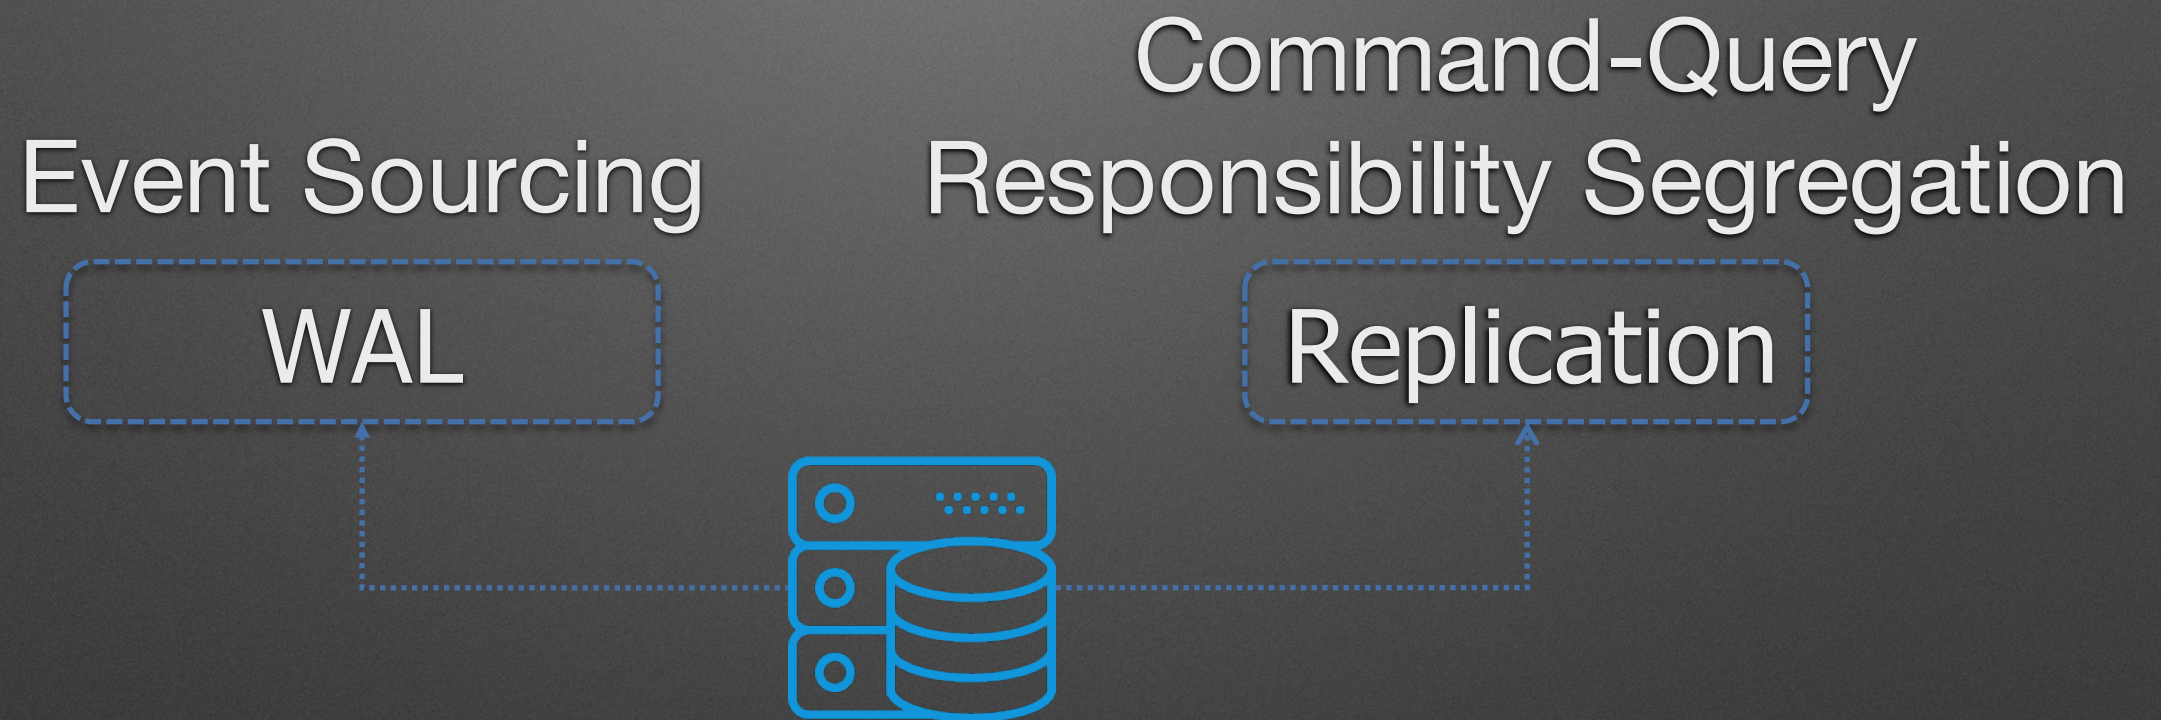 Event Sourcing
WAL
Command-Query
Responsibility Segregation
Replication